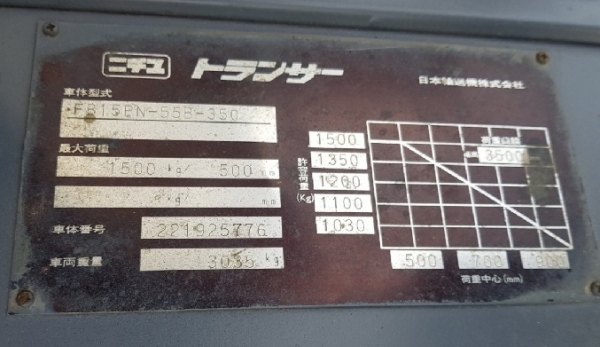 ニチユ トランサー 日本輸送機株式会社
車体型式
FB15PN-55B-350
最大荷重
1500 kg 500 mm
kg mm
車体番号 221925776
車両重量 3035 kg
許容荷重(Kg)
1500
1350
1200
1100
1030
3500 mm
500 700
荷重中心(mm)